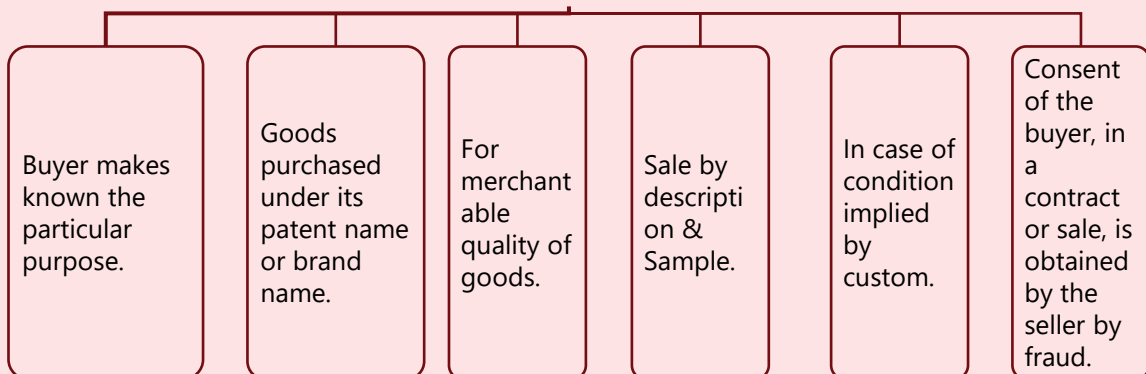 Buyer makes
known the
particular
purpose.
Goods
purchased
under its
patent name
or brand
name.
For
merchant
able
quality of
goods.
Sale by
descripti
on &
Sample.
In case of
condition
implied
by
custom.
Consent
of the
buyer, in
a
contract
or sale, is
obtained
by the
seller by
fraud.